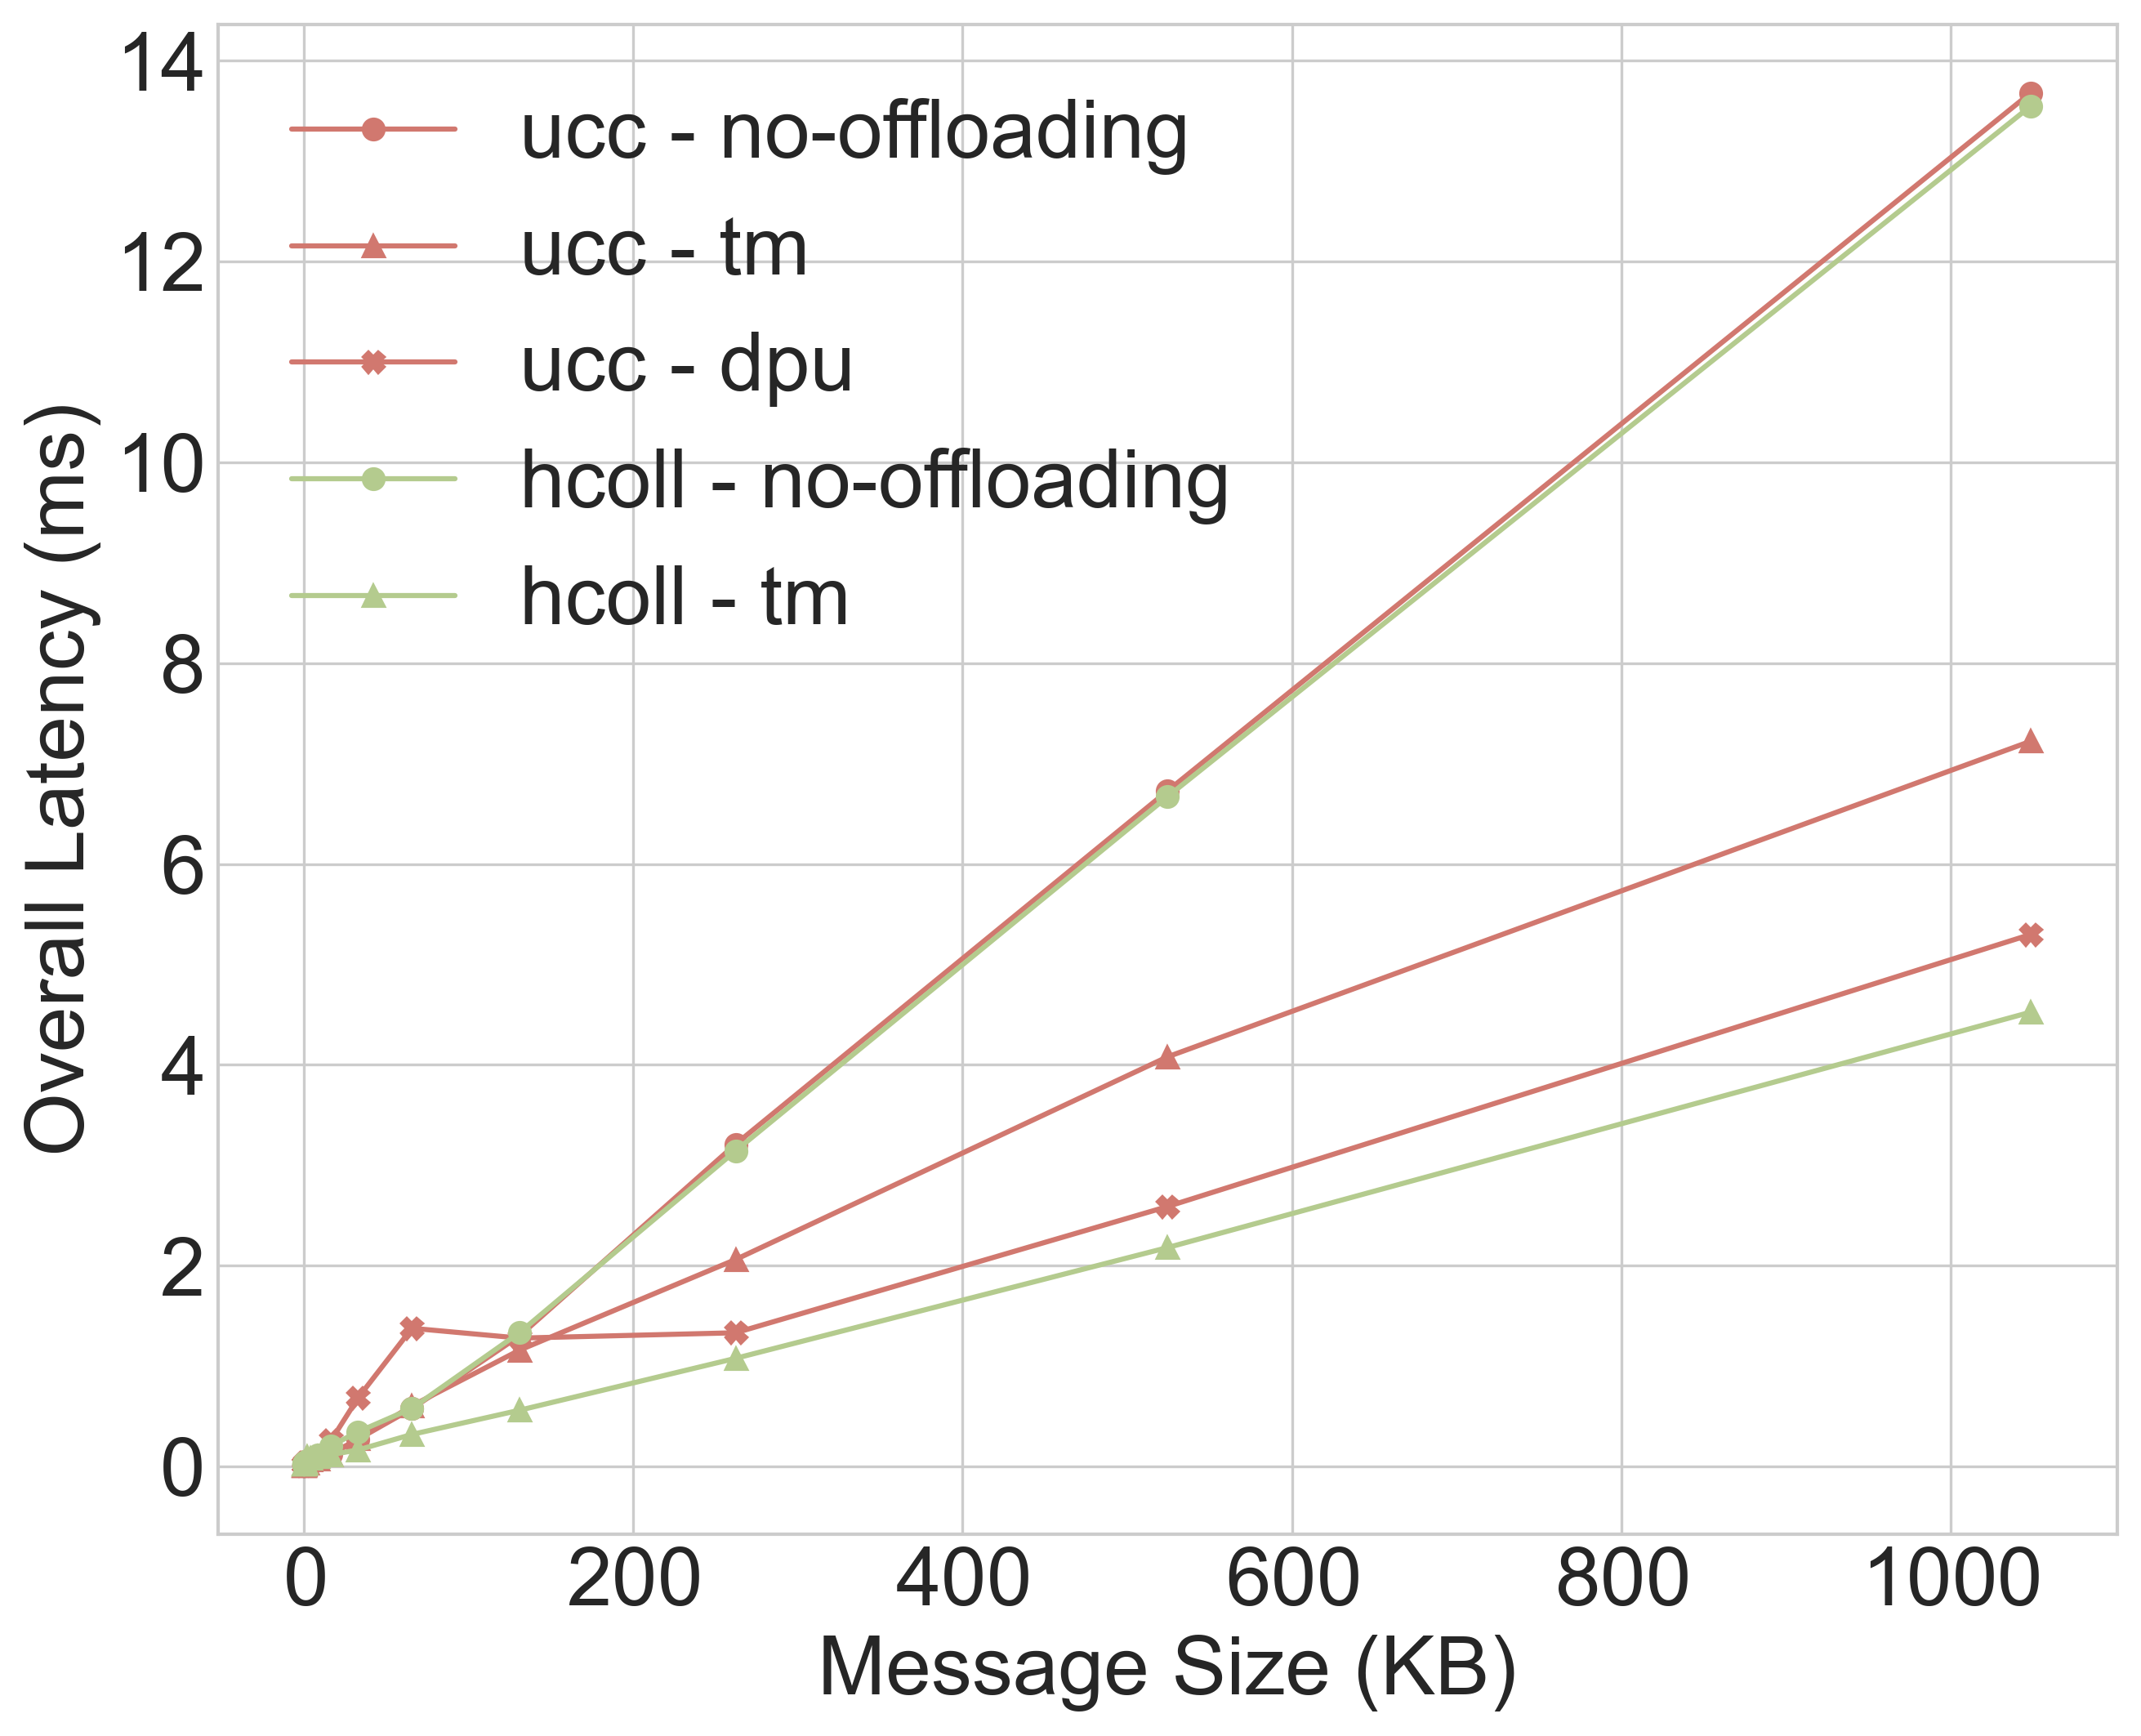 14
12
10
8
6
4
2
0
Overall Latency (ms)
ucc - no-offloading
ucc - tm
ucc - dpu
hcoll - no-offloading
hcoll - tm
0 200 400 600 800 1000
Message Size (KB)